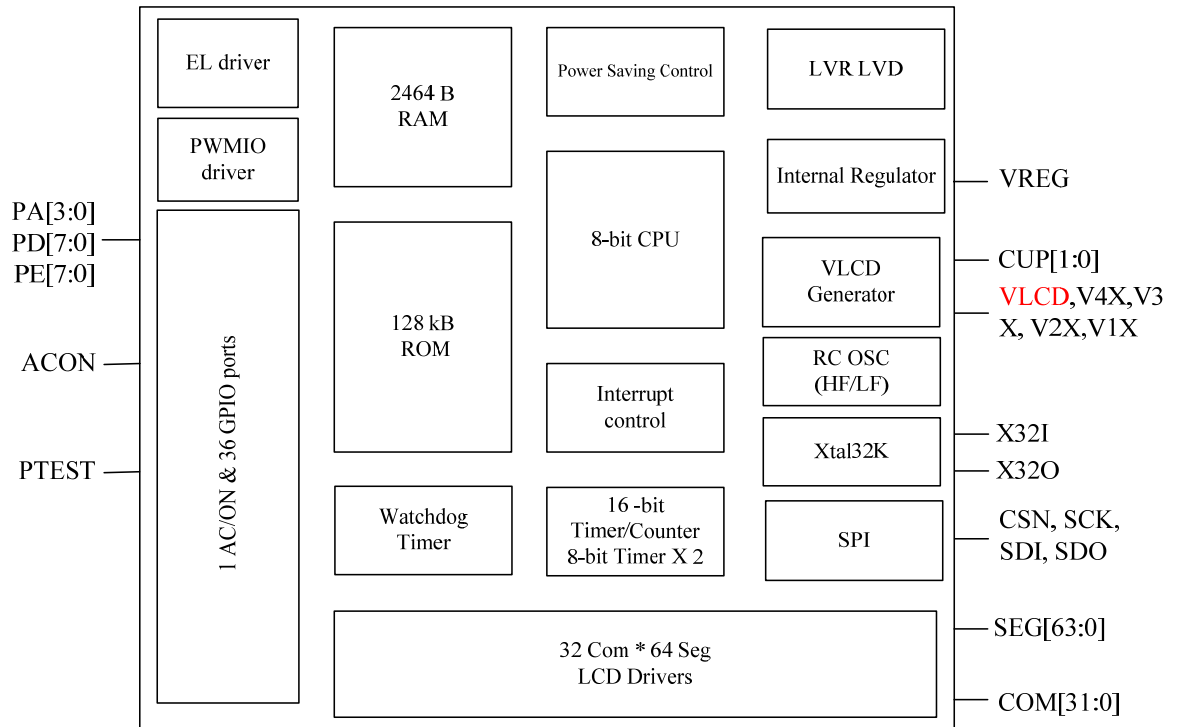 EL driver
PWMIO
driver
PA[3:0]
PD[7:0]
PE[7:0]
ACON
PTEST
1 AC/ON & 36 GPIO ports
2464 B
RAM
128 kB
ROM
Watchdog
Timer
Power Saving Control
8-bit CPU
Interrupt
control
16 -bit
Timer/Counter
8-bit Timer X 2
LVR LVD
Internal Regulator
VLCD
Generator
RC OSC
(HF/LF)
Xtal32K
SPI
32 Com * 64 Seg
LCD Drivers
VREG
CUP[1:0]
VLCD,V4X,V3
X, V2X,V1X
X32I
X32O
CSN, SCK,
SDI, SDO
SEG[63:0]
COM[31:0]